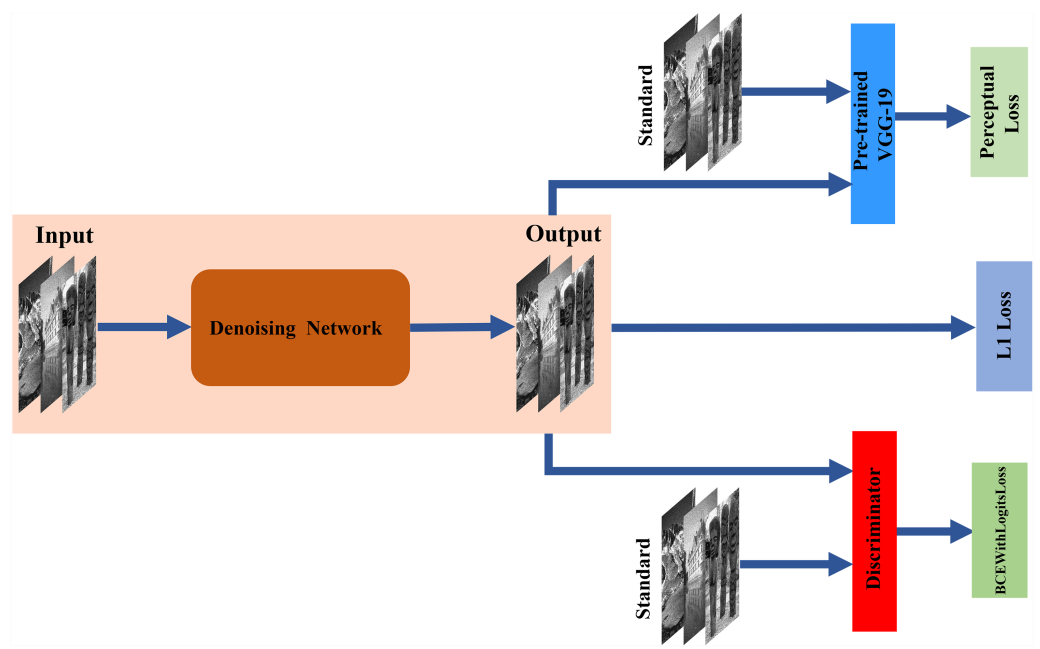 Standard
Pre-trained
VGG-19
Perceptual
Loss
Input
Output
Denoising Network
L1 Loss
Standard
Discriminator
BCEWithLogitsLoss